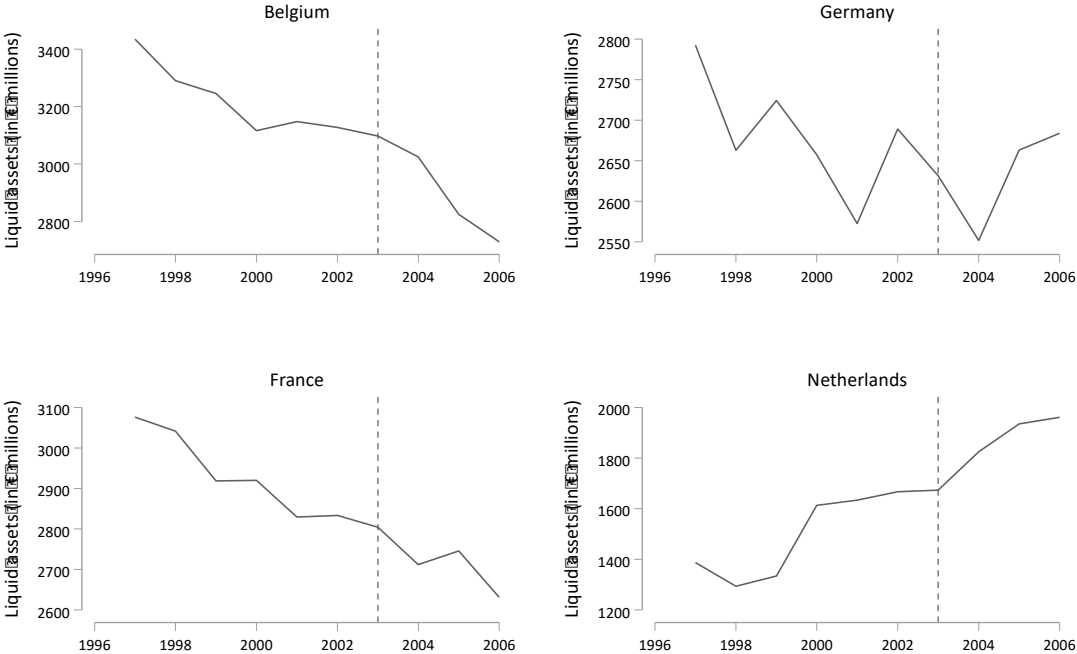 Belgium
Liquid assets (in € millions)
3400
3200
3000
2800
1996 1998 2000 2002 2004 2006
Germany
Liquid assets (in € millions)
2800
2750
2700
2650
2600
2550
1996 1998 2000 2002 2004 2006
France
Liquid assets (in € millions)
3100
3000
2900
2800
2700
2600
1996 1998 2000 2002 2004 2006
Netherlands
Liquid assets (in € millions)
2000
1800
1600
1400
1200
1996 1998 2000 2002 2004 2006